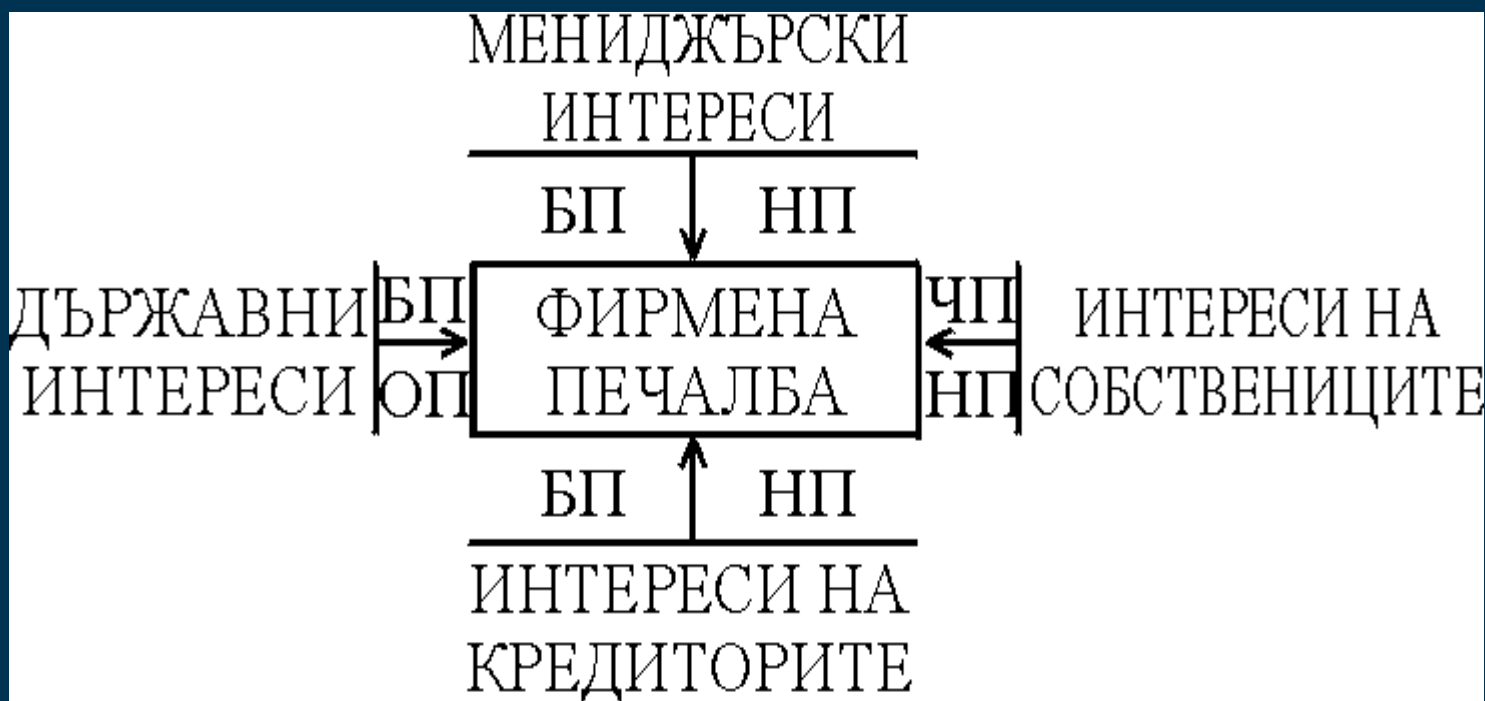 МЕНИДЖЪРСКИ
ИНТЕРЕСИ
БП НП
ДЪРЖАВНИ
ИНТЕРЕСИ
БП
ОП
ФИРМЕНА
ПЕЧАЛБА
ЧП
НП
ИНТЕРЕСИ НА
СОБСТВЕНИЦИТЕ
БП НП
ИНТЕРЕСИ НА
КРЕДИТОРИТЕ